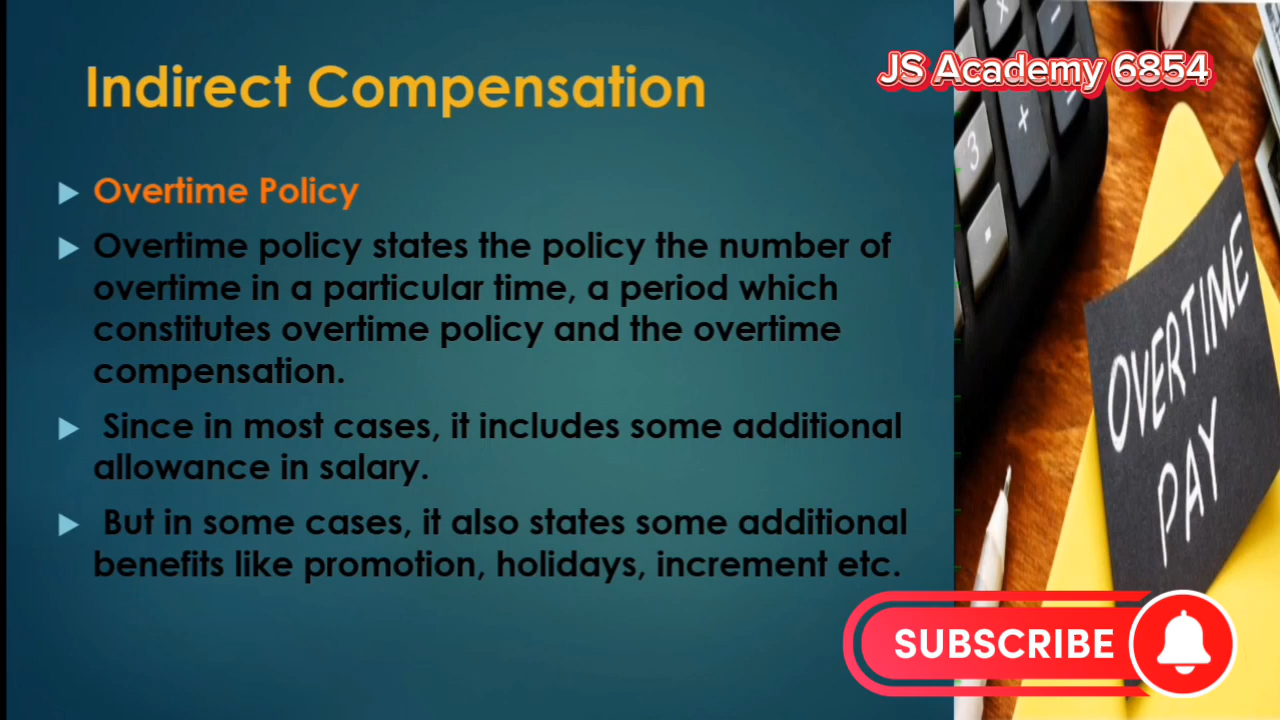 Indirect Compensation
JS Academy 6854
Overtime Policy
Overtime policy states the policy the number of
overtime in a particular time, a period which
constitutes overtime policy and the overtime
compensation.
Since in most cases, it includes some additional
allowance in salary.
But in some cases, it also states some additional
benefits like promotion, holidays, increment etc.
3
+
x
-
OVERTIME
PAY
SUBSCRIBE